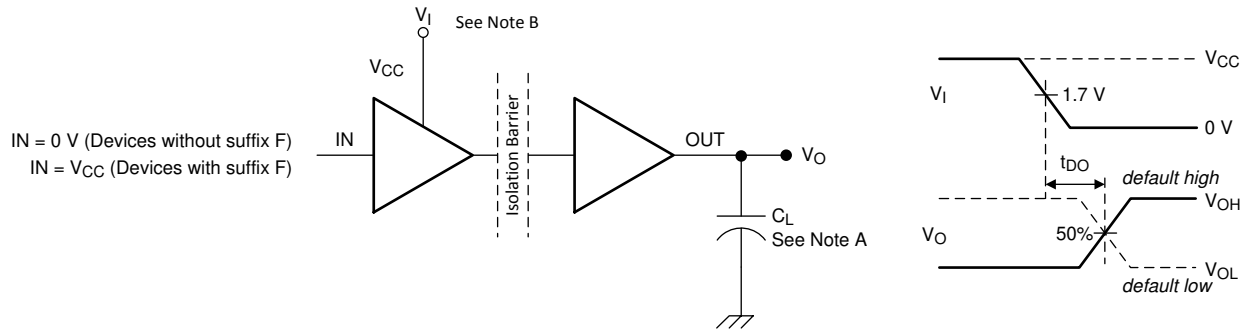 V_I See Note B
V_CC
IN = 0 V (Devices without suffix F)
IN = V_CC (Devices with suffix F)
IN
Isolation Barrier
OUT
V_O
C_L
See Note A
V_I
V_CC
1.7 V
0 V
t_DO
default high
V_OH
V_O
50%
V_OL
default low